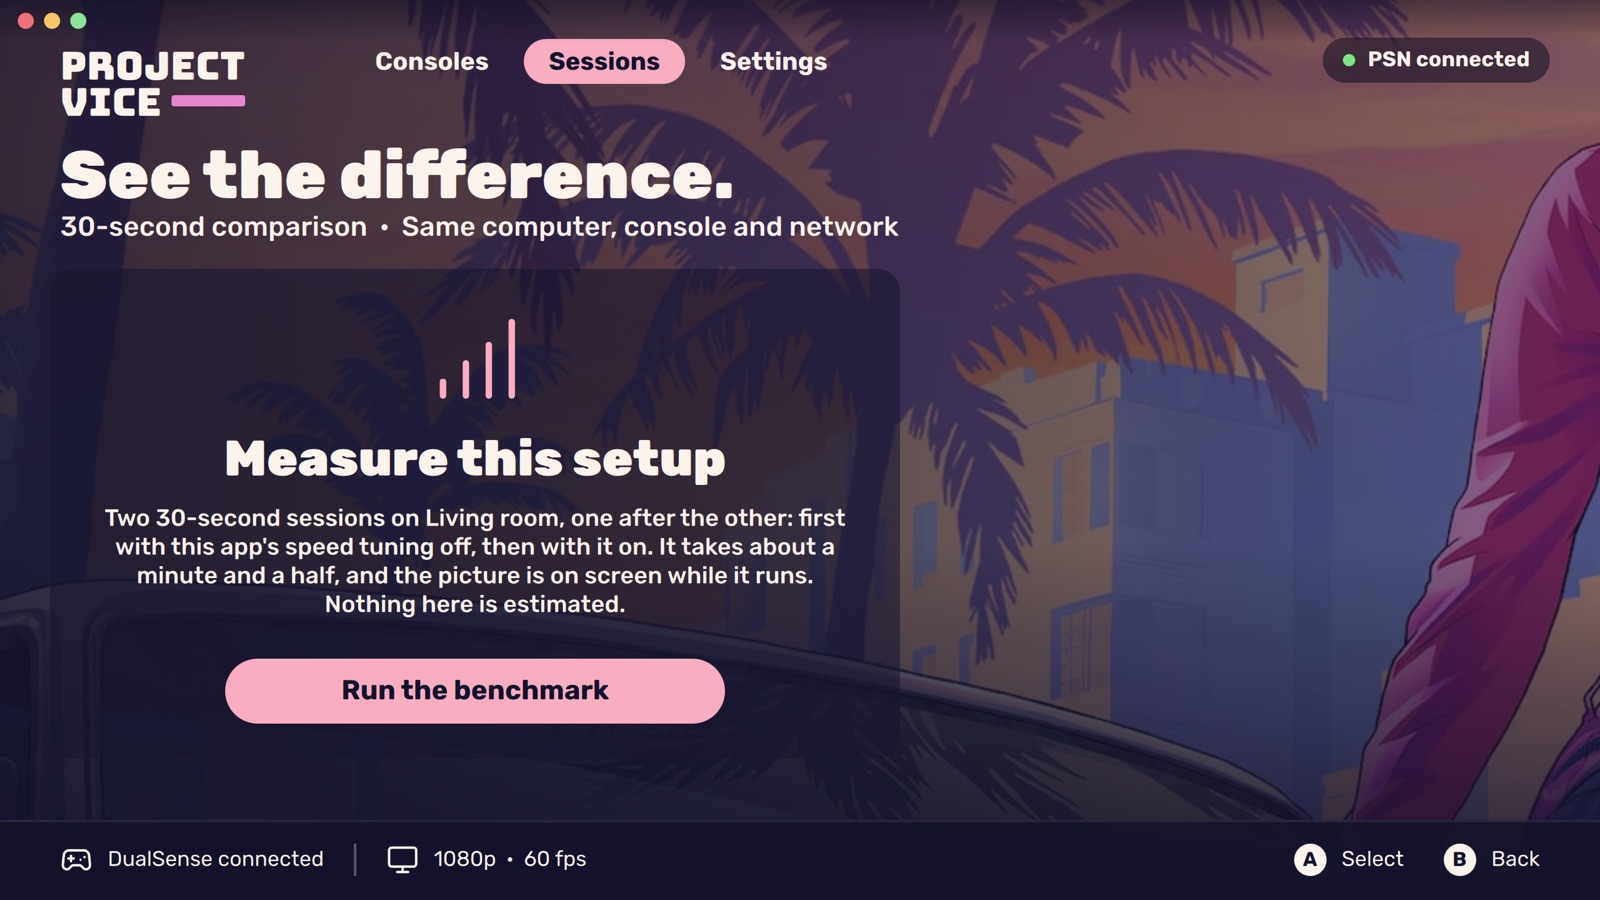 PROJECT
VICE
Consoles
Sessions
Settings
PSN connected
See the difference.
30-second comparison • Same computer, console and network
Measure this setup
Two 30-second sessions on Living room, one after the other: first
with this app's speed tuning off, then with it on. It takes about a
minute and a half, and the picture is on screen while it runs.
Nothing here is estimated.
Run the benchmark
DualSense connected
1080p • 60 fps
A Select
B Back